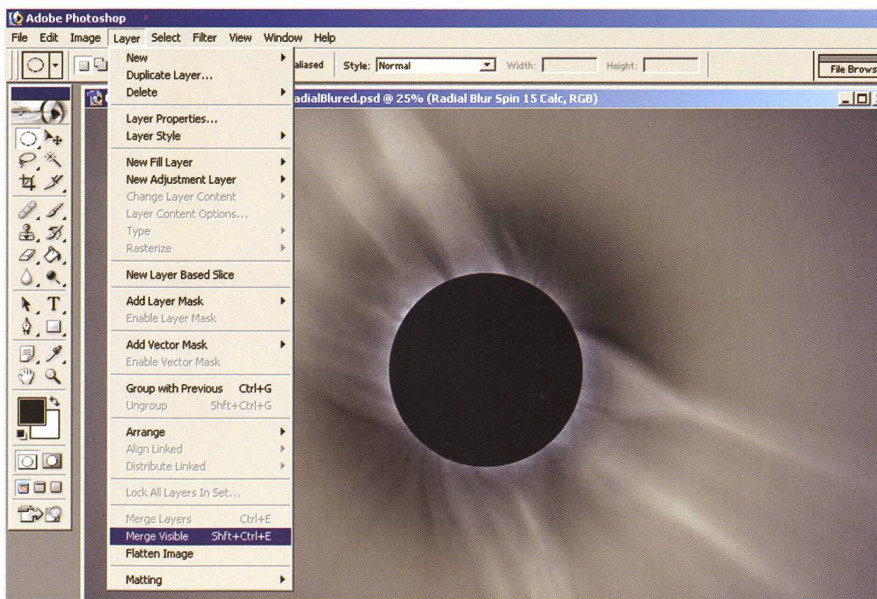 Adobe Photoshop
File Edit Image Layer Select Filter View Window Help
aliased Style: Normal Width: Height: File Brows
adialBlured.psd @ 25% (Radial Blur Spin 15 Calc, RGB)
New
Duplicate Layer...
Delete
Layer Properties...
Layer Style
New Fill Layer
New Adjustment Layer
Change Layer Content
Layer Content Options...
Type
Rasterize
New Layer Based Slice
Add Layer Mask
Enable Layer Mask
Add Vector Mask
Enable Vector Mask
Group with Previous Ctrl+G
Ungroup Shft+Ctrl+G
Arrange
Align Linked
Distribute Linked
Lock All Layers In Set...
Merge Layers Ctrl+E
Merge Visible Shft+Ctrl+E
Flatten Image
Matting
T